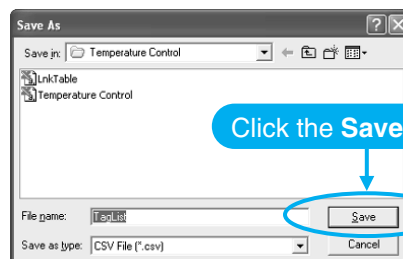 Save As
Save in: Temperature Control
LnkTable
Temperature Control
Click the Save
File name: TagList Save
Save as type: CSV File (*.csv) Cancel